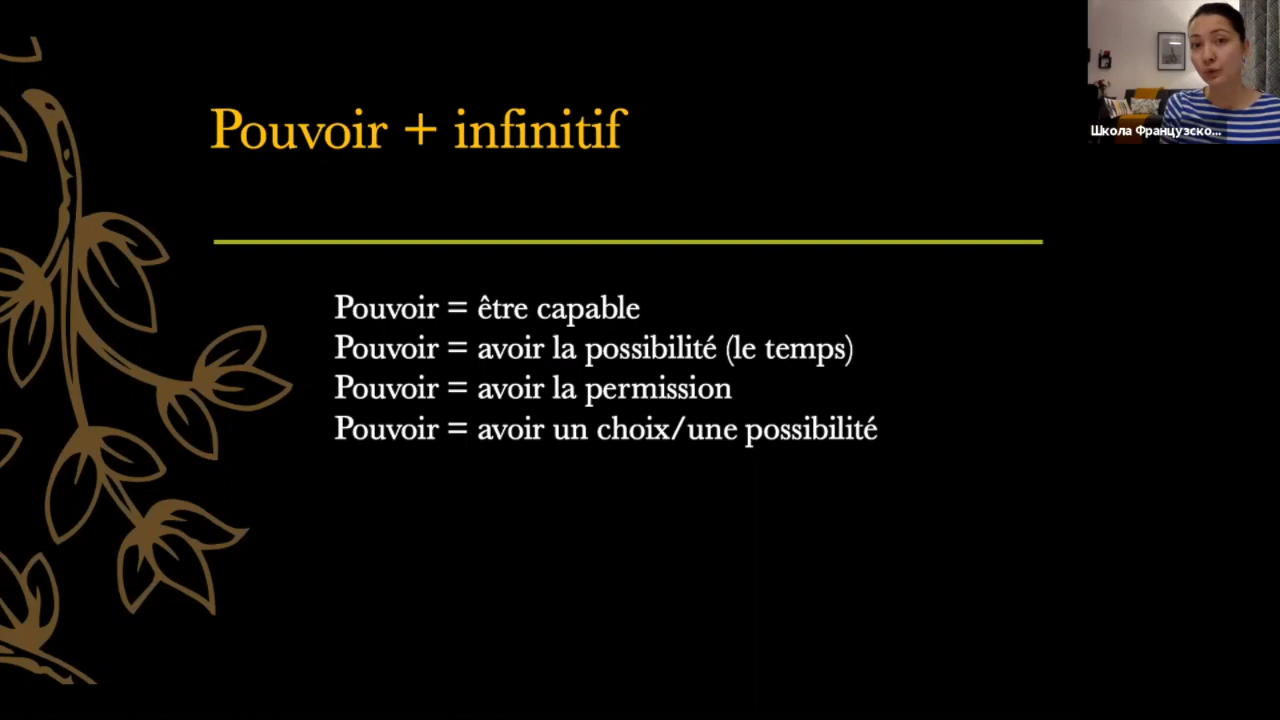 Pouvoir + infinitif
Школа Французско...
Pouvoir = être capable
Pouvoir = avoir la possibilité (le temps)
Pouvoir = avoir la permission
Pouvoir = avoir un choix/une possibilité